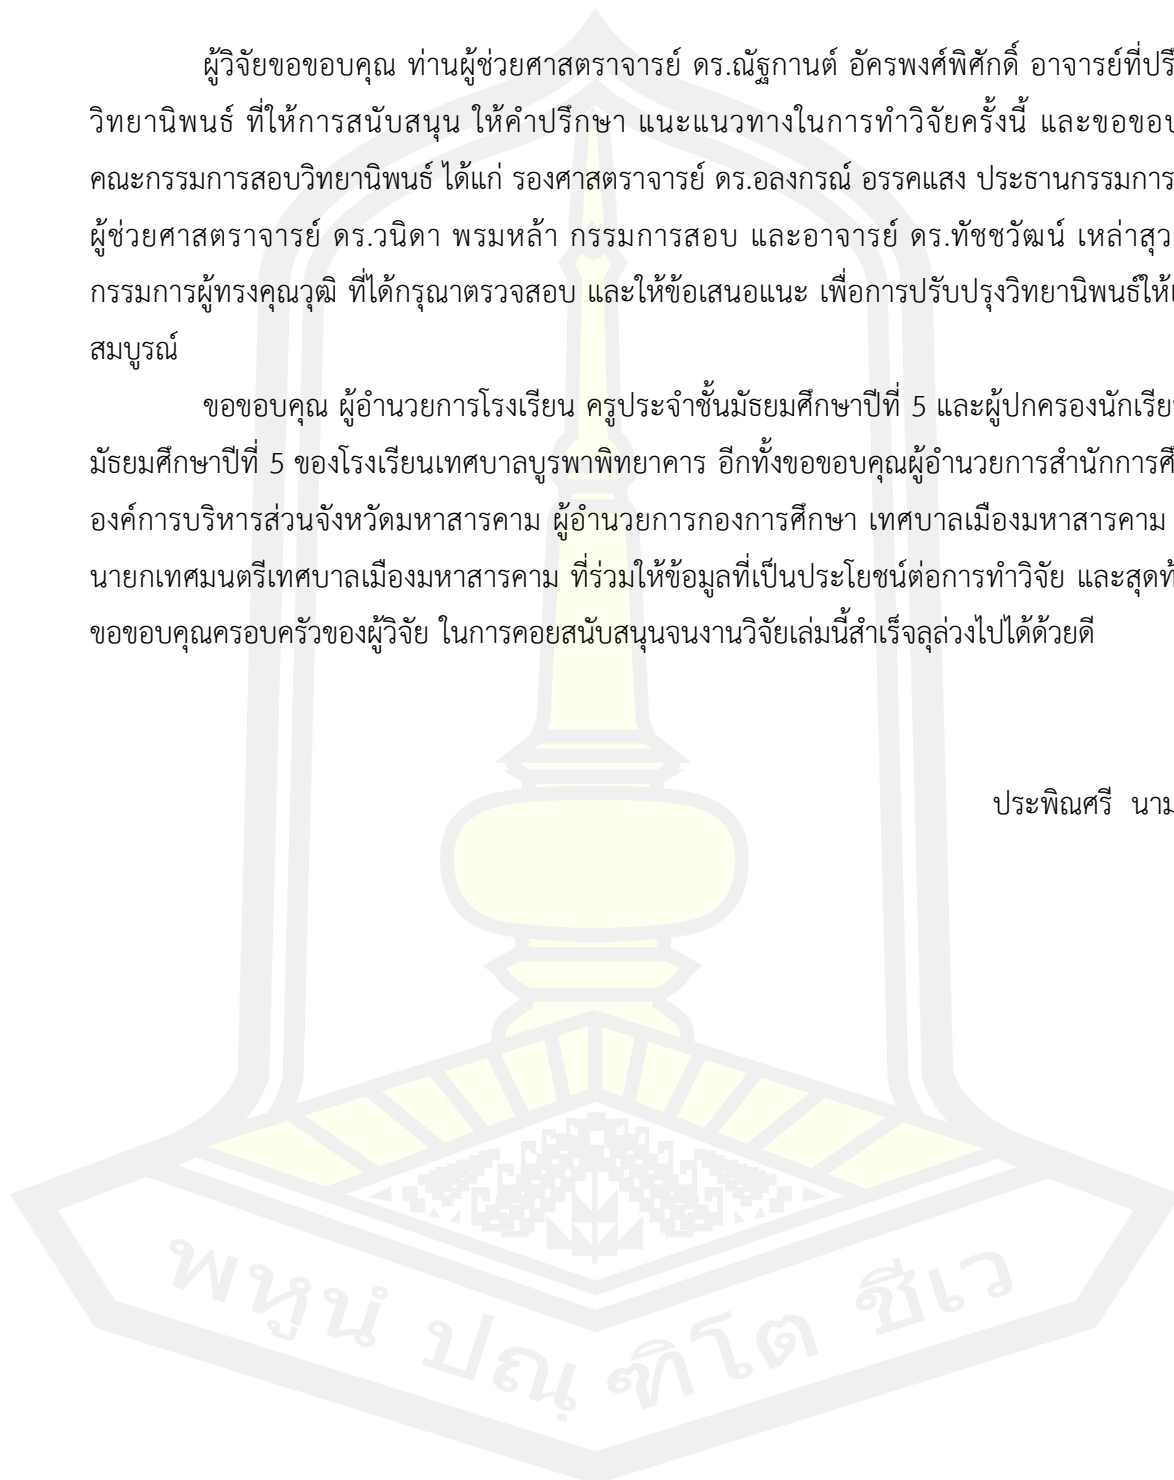 ผู้วิจัยขอขอบคุณ ท่านผู้ช่วยศาสตราจารย์ ดร.ณัฐกานต์ อัครพงศ์พิศักดิ์ อาจารย์ที่ปรึ
วิทยานิพนธ์ ที่ให้การสนับสนุน ให้คำปรึกษา แนะแนวทางในการทำวิจัยครั้งนี้ และขอขอบ
คณะกรรมการสอบวิทยานิพนธ์ ได้แก่ รองศาสตราจารย์ ดร.อลงกรณ์ อรรคแสง ประธานกรรมการ
ผู้ช่วยศาสตราจารย์ ดร.วนิดา พรมหล้า กรรมการสอบ และอาจารย์ ดร.ทัชชวัฒน์ เหล่าสุว
กรรมการผู้ทรงคุณวุฒิ ที่ได้กรุณาตรวจสอบ และให้ข้อเสนอแนะ เพื่อการปรับปรุงวิทยานิพนธ์ให้เ
สมบูรณ์
ขอขอบคุณ ผู้อำนวยการโรงเรียน ครูประจำชั้นมัธยมศึกษาปีที่ 5 และผู้ปกครองนักเรีย
มัธยมศึกษาปีที่ 5 ของโรงเรียนเทศบาลบูรพาพิทยาคาร อีกทั้งขอขอบคุณผู้อำนวยการสำนักการศึ
องค์การบริหารส่วนจังหวัดมหาสารคาม ผู้อำนวยการกองการศึกษา เทศบาลเมืองมหาสารคาม
นายกเทศมนตรีเทศบาลเมืองมหาสารคาม ที่ร่วมให้ข้อมูลที่เป็นประโยชน์ต่อการทำวิจัย และสุดท้
ขอขอบคุณครอบครัวของผู้วิจัย ในการคอยสนับสนุนจนงานวิจัยเล่มนี้สำเร็จลุล่วงไปได้ด้วยดี
ประพิณศรี นาม
พหูนํ ปณฺฑิโต ชีเว